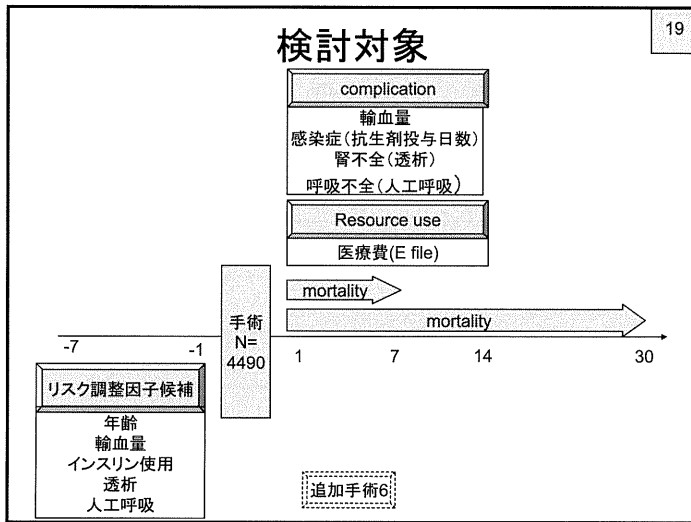 19
検討対象
complication
輸血量
感染症(抗生剤投与日数)
腎不全(透析)
呼吸不全(人工呼吸)
Resource use
医療費(E file)
mortality
mortality
手術
N=
4490
-7
-1
1
7
14
30
リスク調整因子候補
年齢
輸血量
インスリン使用
透析
人工呼吸
追加手術6